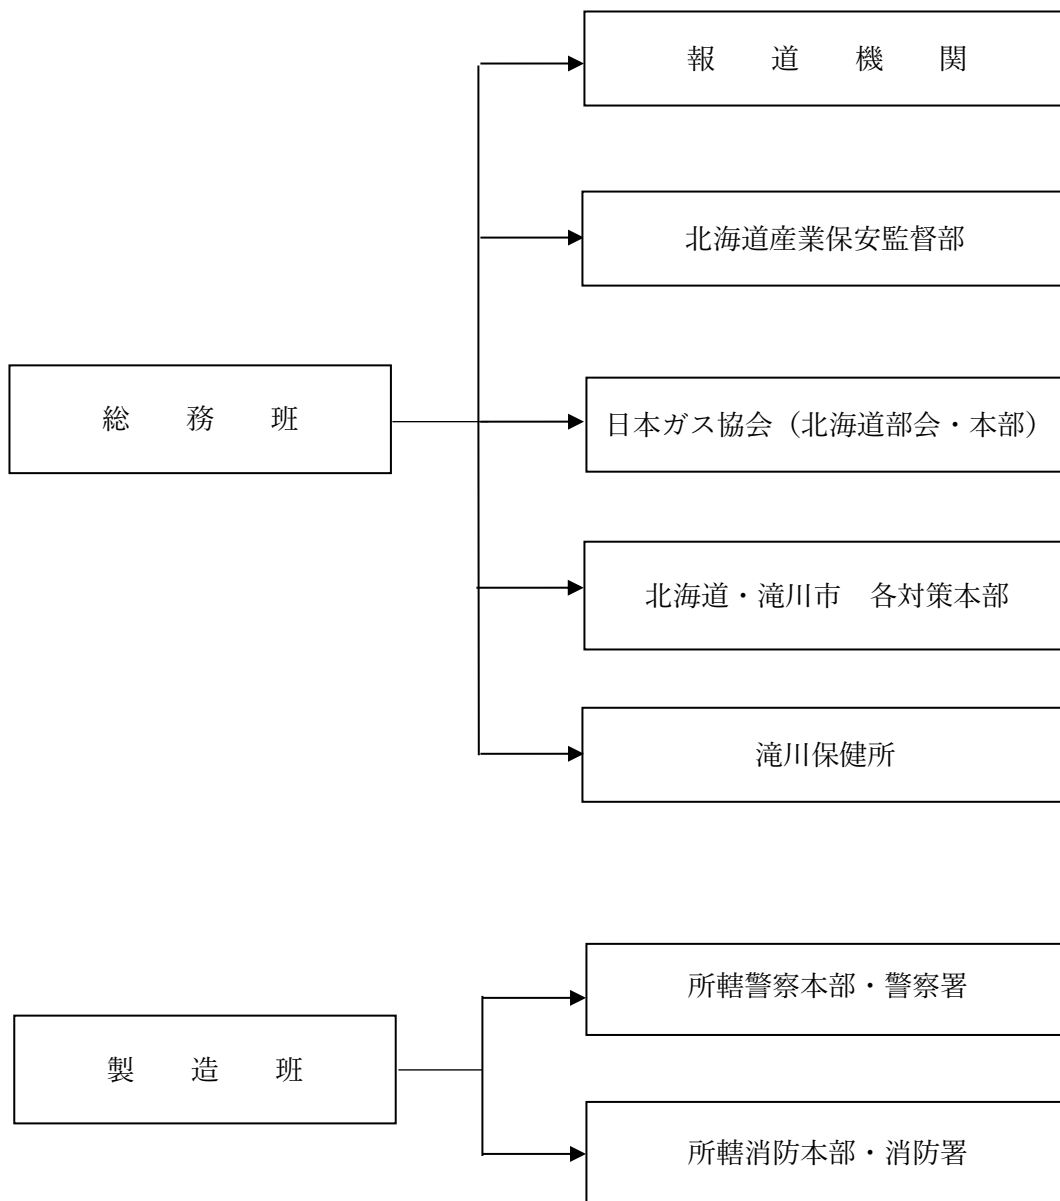 報　道　機　関
北海道産業保安監督部
総　務　班
日本ガス協会（北海道部会・本部）
北海道・滝川市　各対策本部
滝川保健所
所轄警察本部・警察署
製　造　班
所轄消防本部・消防署